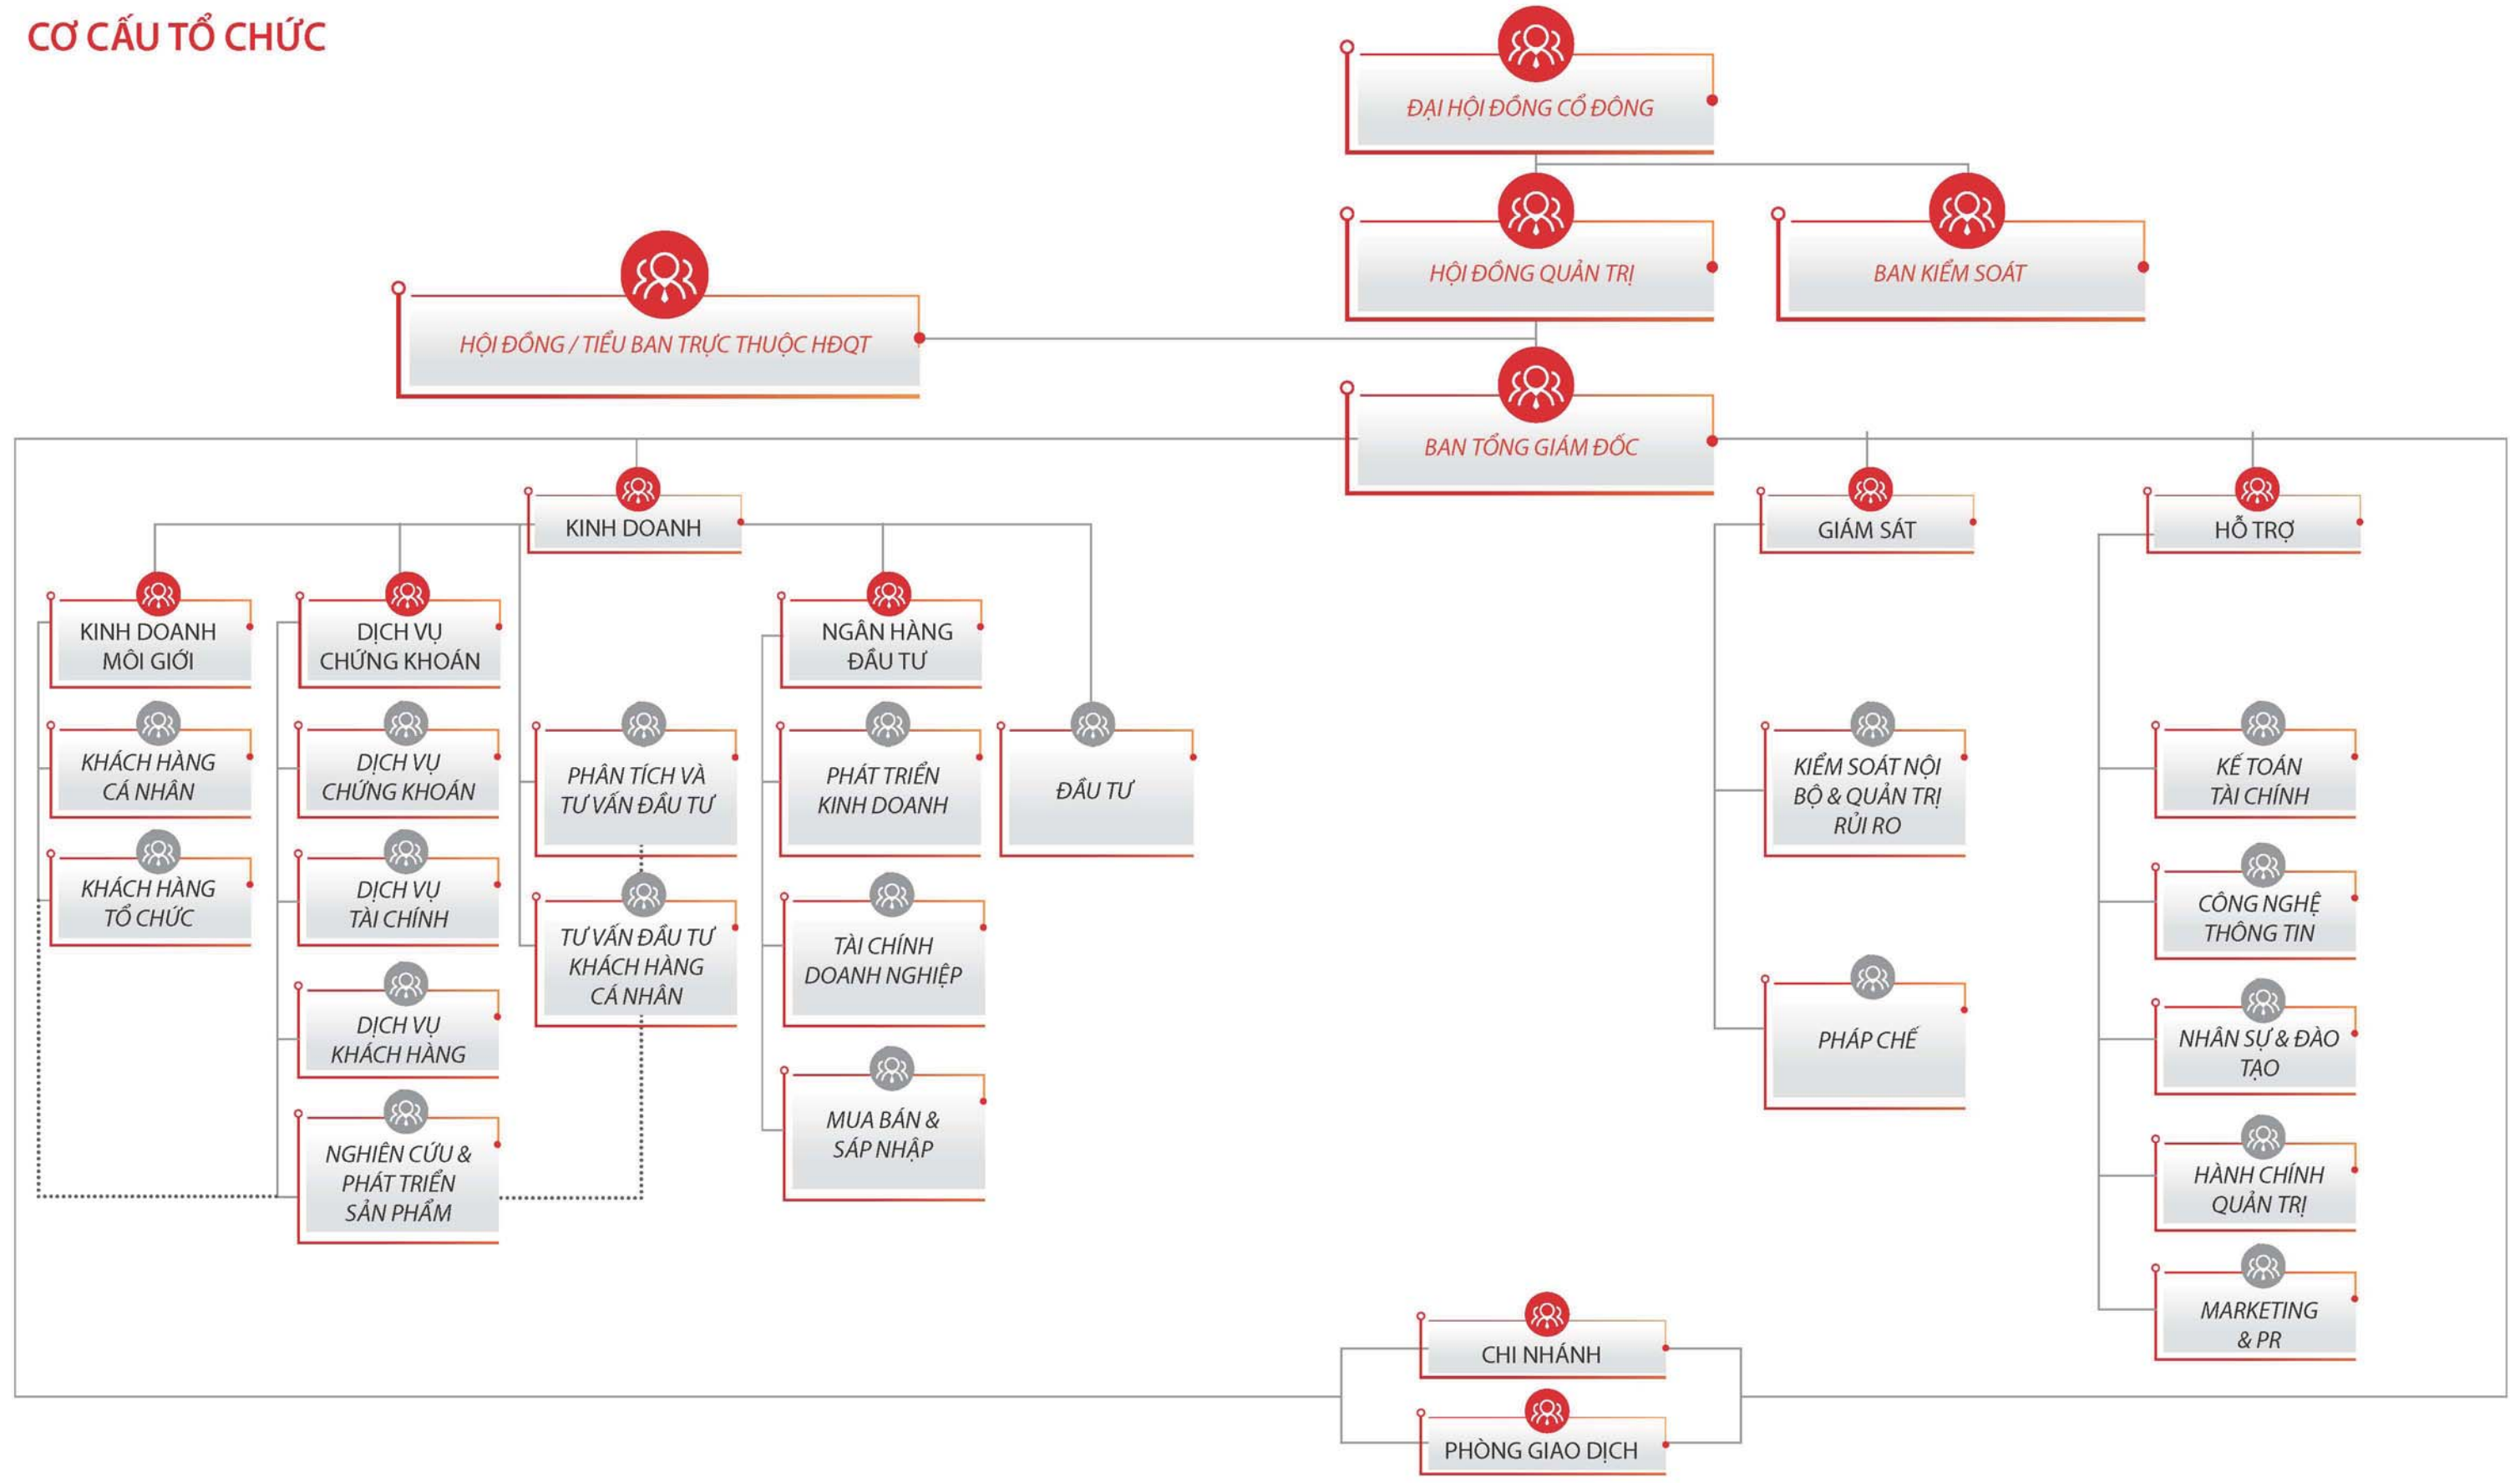 CƠ CẤU TỔ CHỨC
ĐẠI HỘI ĐỒNG CỔ ĐÔNG
HỘI ĐỒNG QUẢN TRỊ
BAN KIỂM SOÁT
HỘI ĐỒNG / TIỂU BAN TRỰC THUỘC HĐQT
BAN TỔNG GIÁM ĐỐC
KINH DOANH
GIÁM SÁT
HỖ TRỢ
KINH DOANH
MÔI GIỚI
KHÁCH HÀNG
CÁ NHÂN
KHÁCH HÀNG
TỔ CHỨC
DỊCH VỤ
CHỨNG KHOÁN
DỊCH VỤ
CHỨNG KHOÁN
DỊCH VỤ
TÀI CHÍNH
DỊCH VỤ
KHÁCH HÀNG
NGHIÊN CỨU &
PHÁT TRIỂN
SẢN PHẨM
PHÂN TÍCH VÀ
TƯ VẤN ĐẦU TƯ
TƯ VẤN ĐẦU TƯ
KHÁCH HÀNG
CÁ NHÂN
NGÂN HÀNG
ĐẦU TƯ
PHÁT TRIỂN
KINH DOANH
TÀI CHÍNH
DOANH NGHIỆP
MUA BÁN &
SÁP NHẬP
ĐẦU TƯ
KIỂM SOÁT NỘI
BỘ & QUẢN TRỊ
RỦI RO
PHÁP CHẾ
KẾ TOÁN
TÀI CHÍNH
CÔNG NGHỆ
THÔNG TIN
NHÂN SỰ & ĐÀO
TẠO
HÀNH CHÍNH
QUẢN TRỊ
MARKETING
& PR
CHI NHÁNH
PHÒNG GIAO DỊCH